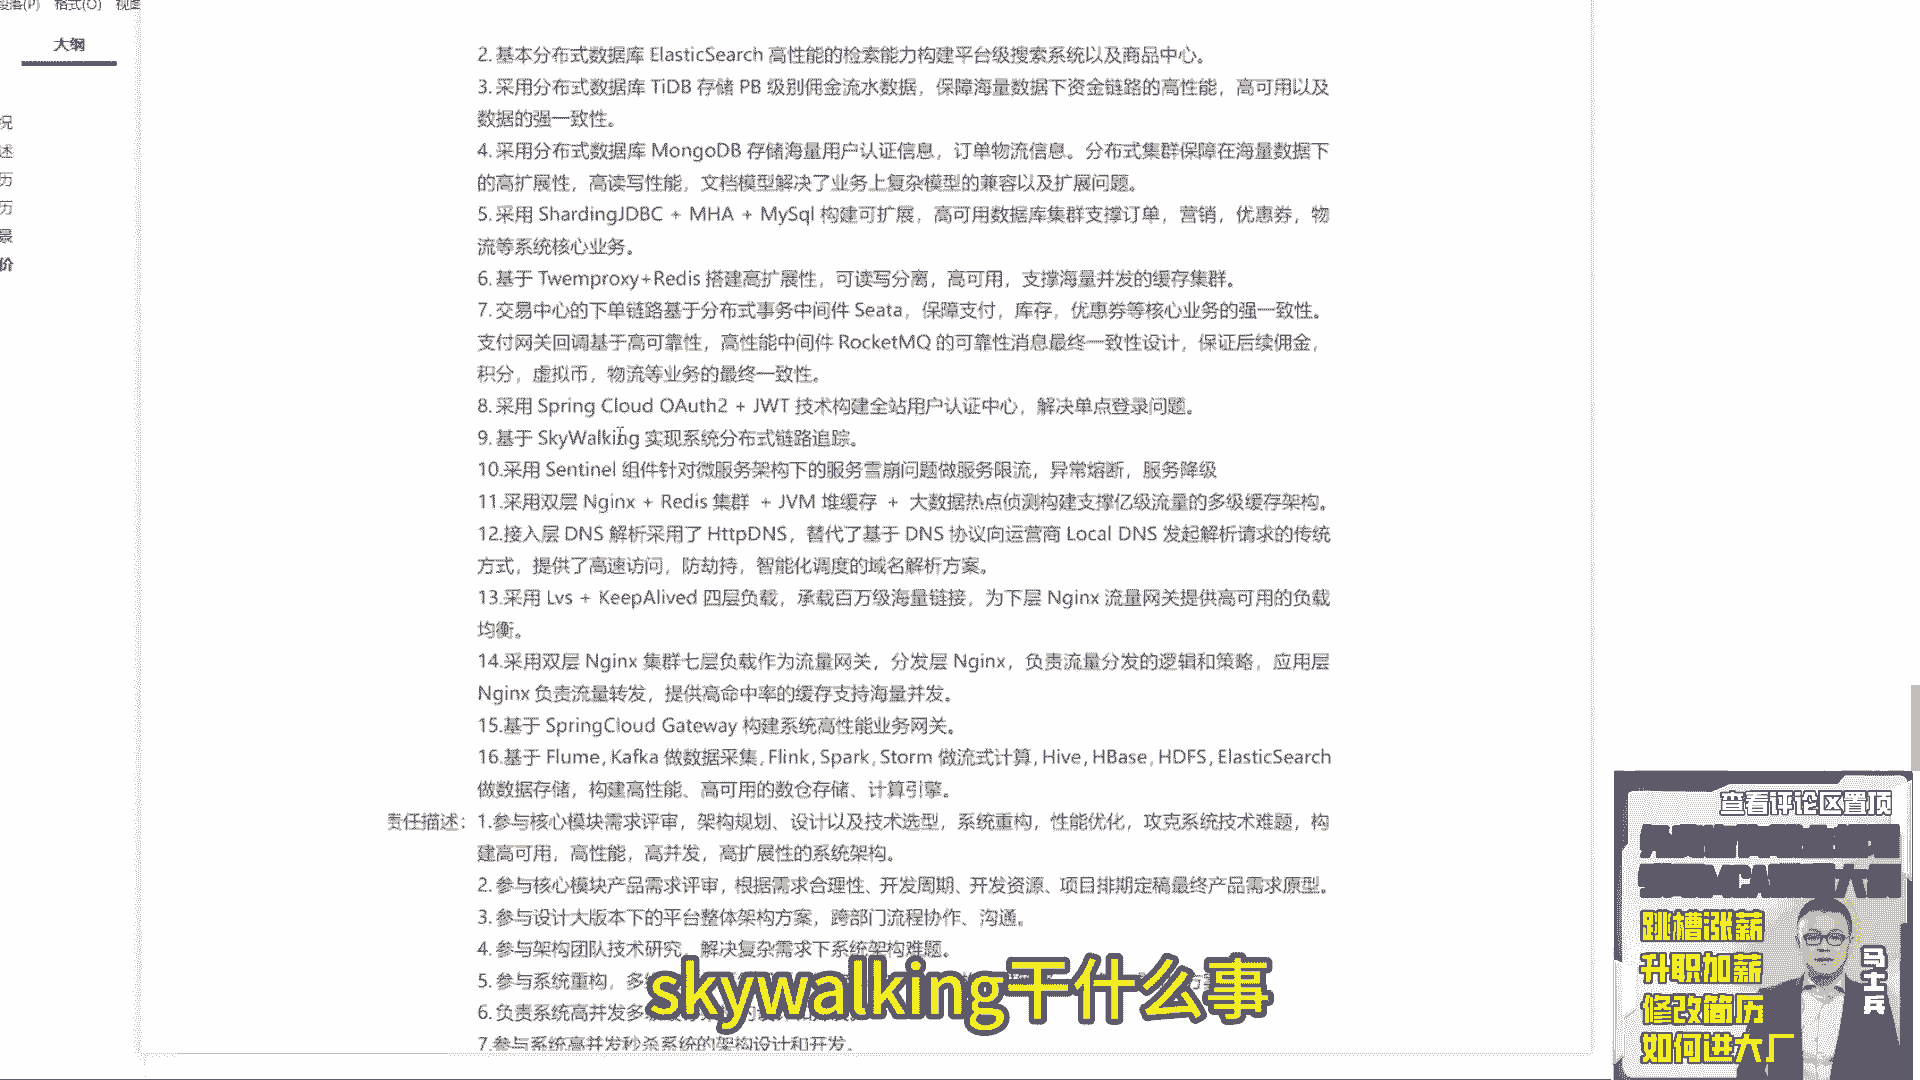 段落(P) 格式(O) 视图
大纲
况
述
历
历
景
价
2. 基本分布式数据库 ElasticSearch 高性能的检索能力构建平台级搜索系统以及商品中心。
3. 采用分布式数据库 TiDB 存储 PB 级别佣金流水数据，保障海量数据下资金链路的高性能，高可用以及
数据的强一致性。
4. 采用分布式数据库 MongoDB 存储海量用户认证信息，订单物流信息。分布式集群保障在海量数据下
的高扩展性，高读写性能，文档模型解决了业务上复杂模型的兼容以及扩展问题。
5. 采用 ShardingJDBC + MHA + MySql 构建可扩展，高可用数据库集群支撑订单，营销，优惠券，物
流等系统核心业务。
6. 基于 Twemproxy+Redis 搭建高扩展性，可读写分离，高可用，支撑海量并发的缓存集群。
7. 交易中心的下单链路基于分布式事务中间件 Seata，保障支付，库存，优惠券等核心业务的强一致性。
支付网关回调基于高可靠性，高性能中间件 RocketMQ 的可靠性消息最终一致性设计，保证后续佣金，
积分，虚拟币，物流等业务的最终一致性。
8. 采用 Spring Cloud OAuth2 + JWT 技术构建全站用户认证中心，解决单点登录问题。
9. 基于 SkyWalking 实现系统分布式链路追踪。
10.采用 Sentinel 组件针对微服务架构下的服务雪崩问题做服务限流，异常熔断，服务降级
11.采用双层 Nginx + Redis 集群 + JVM 堆缓存 + 大数据热点侦测构建支撑亿级流量的多级缓存架构。
12.接入层 DNS 解析采用了 HttpDNS，替代了基于 DNS 协议向运营商 Local DNS 发起解析请求的传统
方式，提供了高速访问，防劫持，智能化调度的域名解析方案。
13.采用 Lvs + KeepAlived 四层负载，承载百万级海量链接，为下层 Nginx 流量网关提供高可用的负载
均衡。
14.采用双层 Nginx 集群七层负载作为流量网关，分发层 Nginx，负责流量分发的逻辑和策略，应用层
Nginx 负责流量转发，提供高命中率的缓存支持海量并发。
15.基于 SpringCloud Gateway 构建系统高性能业务网关。
16.基于 Flume,Kafka 做数据采集,Flink,Spark,Storm 做流式计算,Hive,HBase,HDFS,ElasticSearch
做数据存储，构建高性能、高可用的数仓存储、计算引擎。
责任描述：1.参与核心模块需求评审，架构规划、设计以及技术选型，系统重构，性能优化，攻克系统技术难题，构
建高可用，高性能，高并发，高扩展性的系统架构。
2. 参与核心模块产品需求评审，根据需求合理性、开发周期、开发资源、项目排期定稿最终产品需求原型。
3. 参与设计大版本下的平台整体架构方案，跨部门流程协作、沟通。
4. 参与架构团队技术研究，解决复杂需求下系统架构难题。
5. 参与系统重构，多
6. 负责系统高并发多
7.参与系统高并发秒杀系统的架构设计和开发。
skywalking干什么事
查看评论区置顶
跳槽涨薪
升职加薪
修改简历
如何进大厂
马士兵